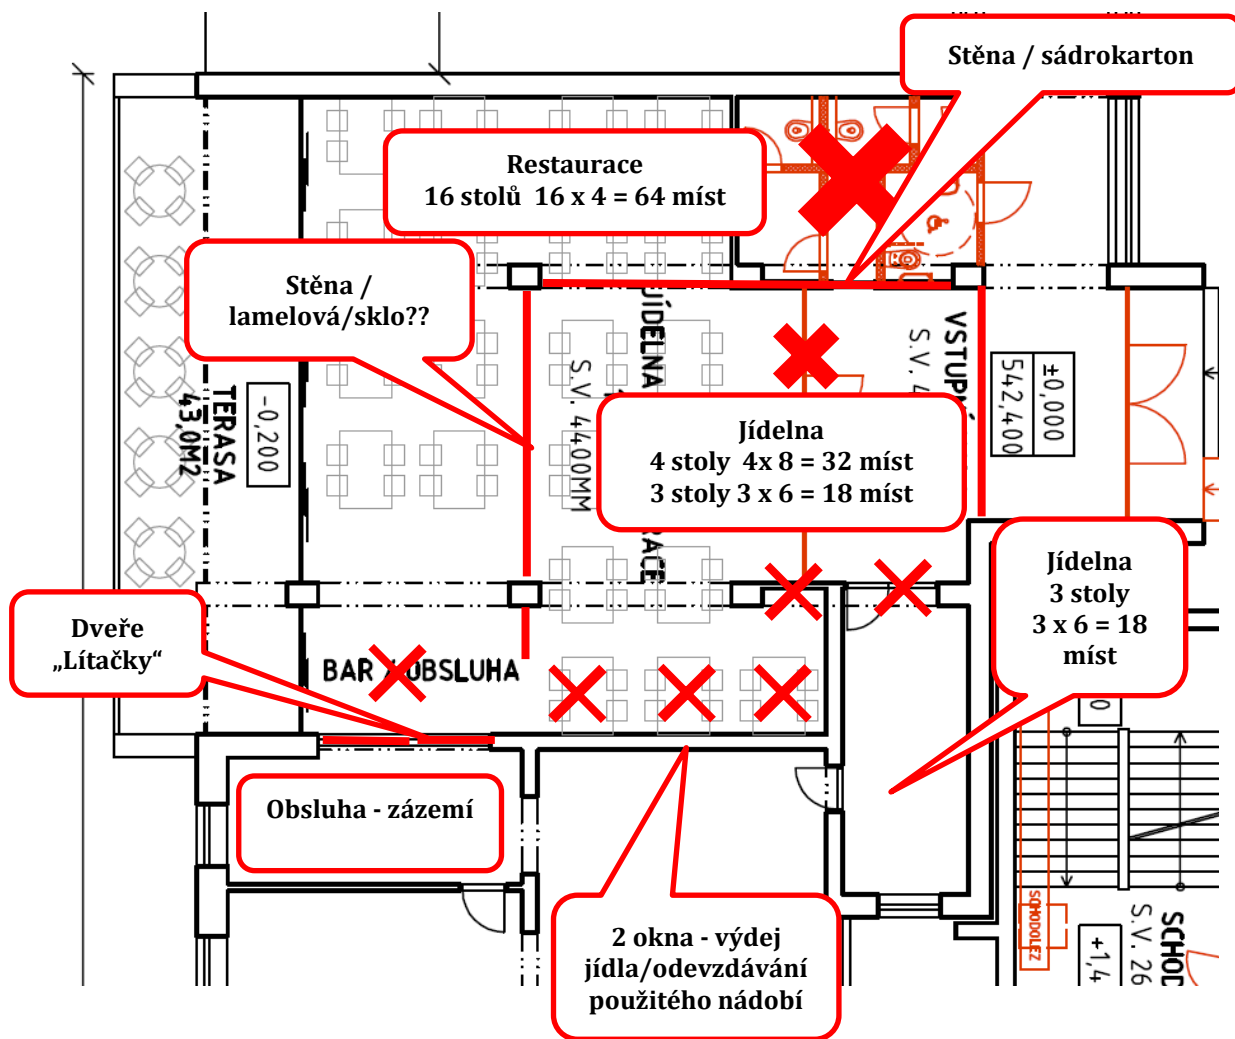 Stěna / sádrokarton
Restaurace
16 stolů 16 x 4 = 64 míst
Stěna /
lamelová/sklo??
JÍDELNA
S.V. 4400MM
S.V. 4
±0,000
542,400
TERASA
43,0M2
-0,200
Jídelna
4 stoly 4x 8 = 32 míst
3 stoly 3 x 6 = 18 míst
Jídelna
3 stoly
3 x 6 = 18
míst
Dveře
„Lítačky“
BAR / OBSLUHA
Obsluha - zázemí
2 okna - výdej
jídla/odevzdávání
použitého nádobí
SCHODOLEZ
SCHOD
S.V. 26
+1,4